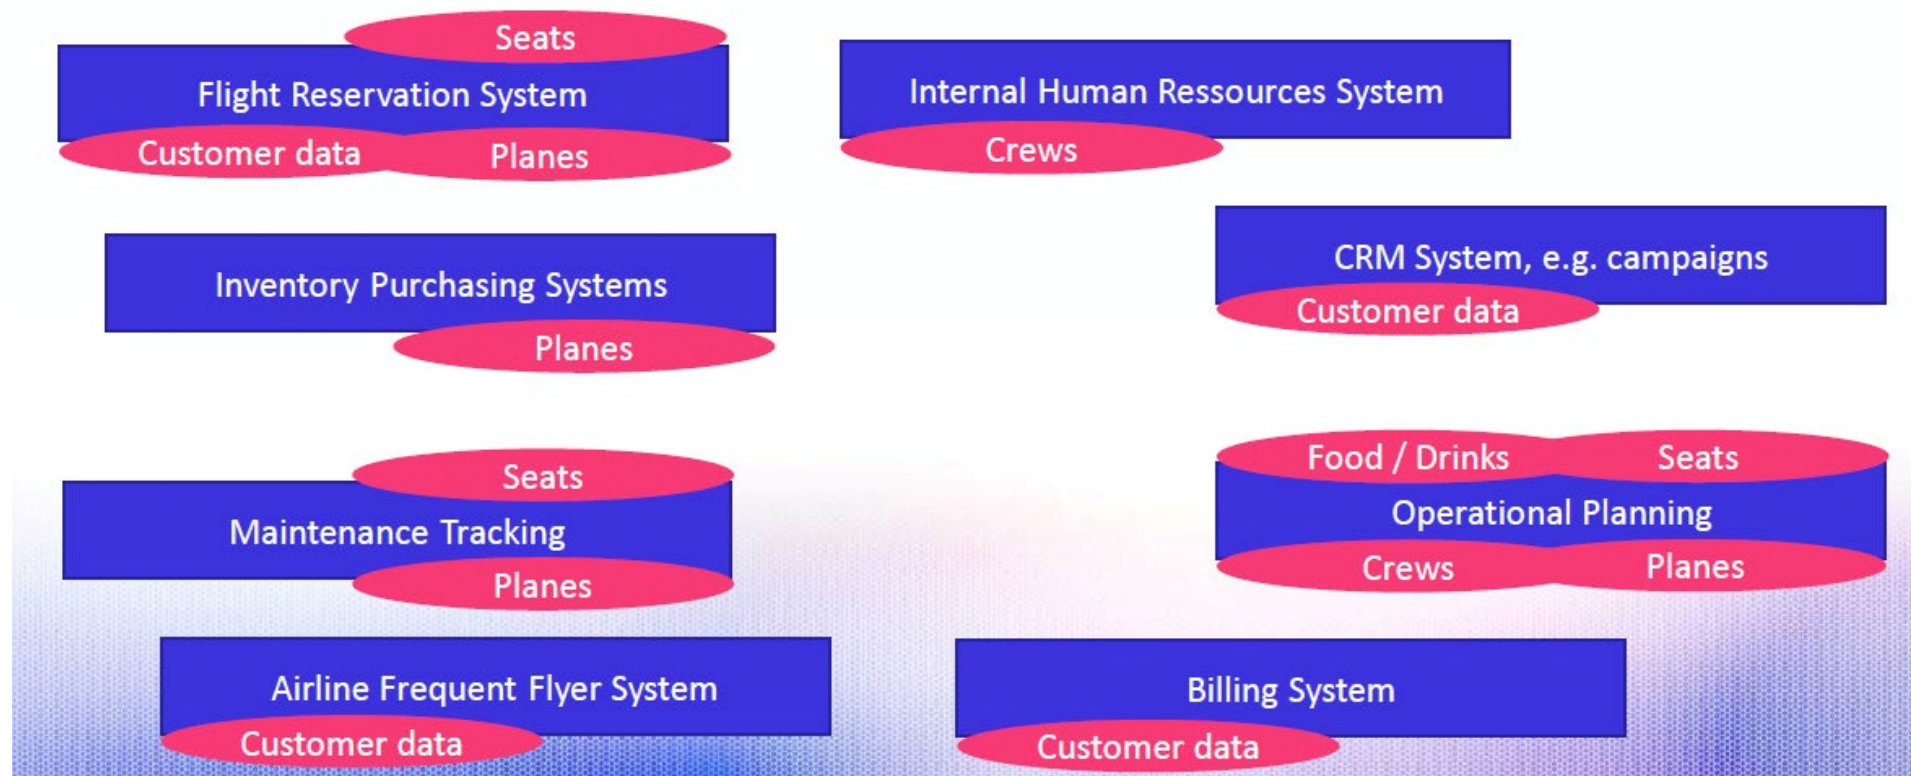 Seats
Flight Reservation System
Customer data
Planes
Internal Human Ressources System
Crews
Inventory Purchasing Systems
Planes
CRM System, e.g. campaigns
Customer data
Seats
Maintenance Tracking
Planes
Food / Drinks
Seats
Operational Planning
Crews
Planes
Airline Frequent Flyer System
Customer data
Billing System
Customer data